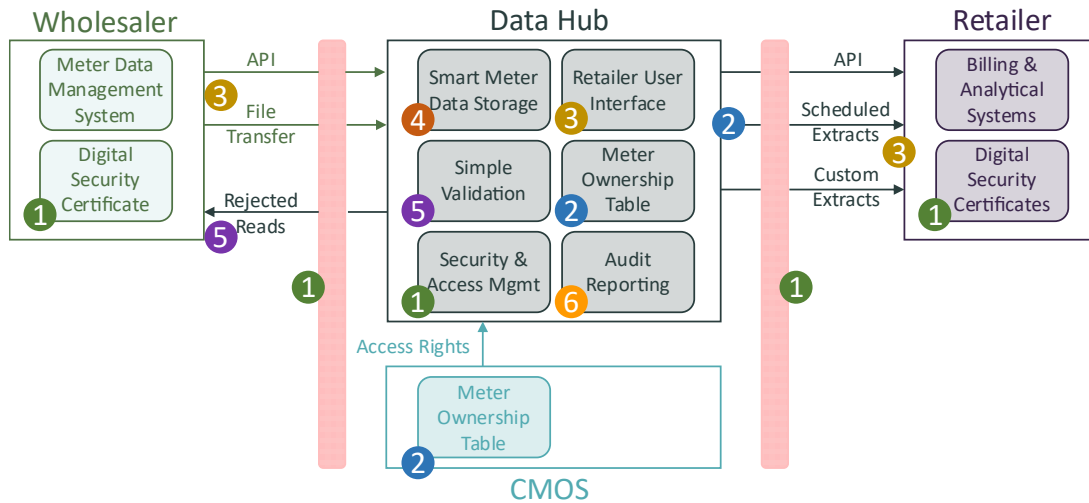 Wholesaler
Data Hub
Retailer
Meter Data
Management
System
3
API
File
Transfer
Digital
Security
Certificate
1
Rejected
Reads
5
1
Smart Meter
Data Storage
4
Retailer User
Interface
3
Simple
Validation
5
Meter
Ownership
Table
2
Security &
Access Mgmt
1
Audit
Reporting
6
2
API
Scheduled
Extracts
3
Custom
Extracts
1
Billing &
Analytical
Systems
Digital
Security
Certificates
1
Access Rights
Meter
Ownership
Table
2
CMOS